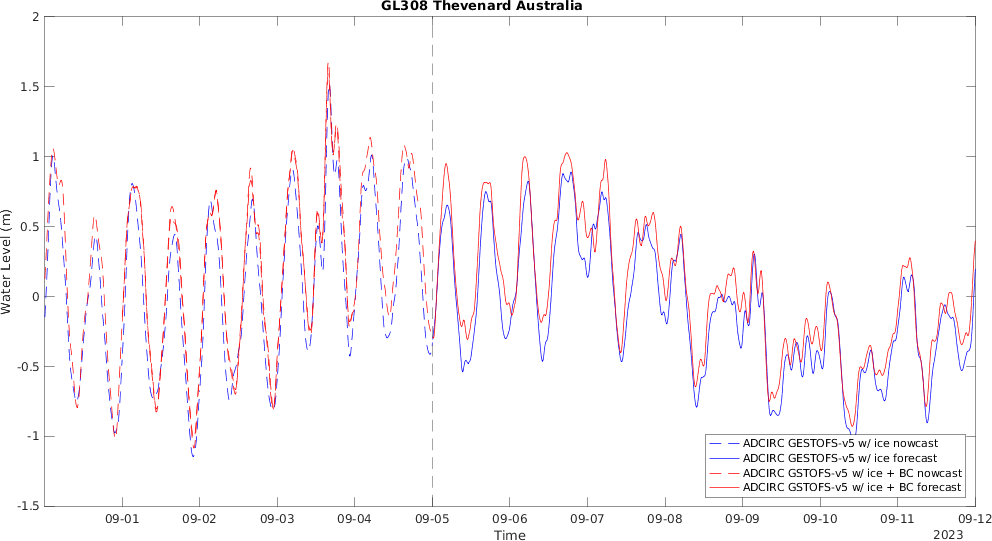 GL308 Thevenard Australia
2
1.5
1
0.5
0
-0.5
-1
-1.5
Water Level (m)
09-01 09-02 09-03 09-04 09-05 09-06 09-07 09-08 09-09 09-10 09-11 09-12
Time
2023
ADCIRC GESTOFS-v5 w/ ice nowcast
ADCIRC GESTOFS-v5 w/ ice forecast
ADCIRC GSTOFS-v5 w/ ice + BC nowcast
ADCIRC GSTOFS-v5 w/ ice + BC forecast